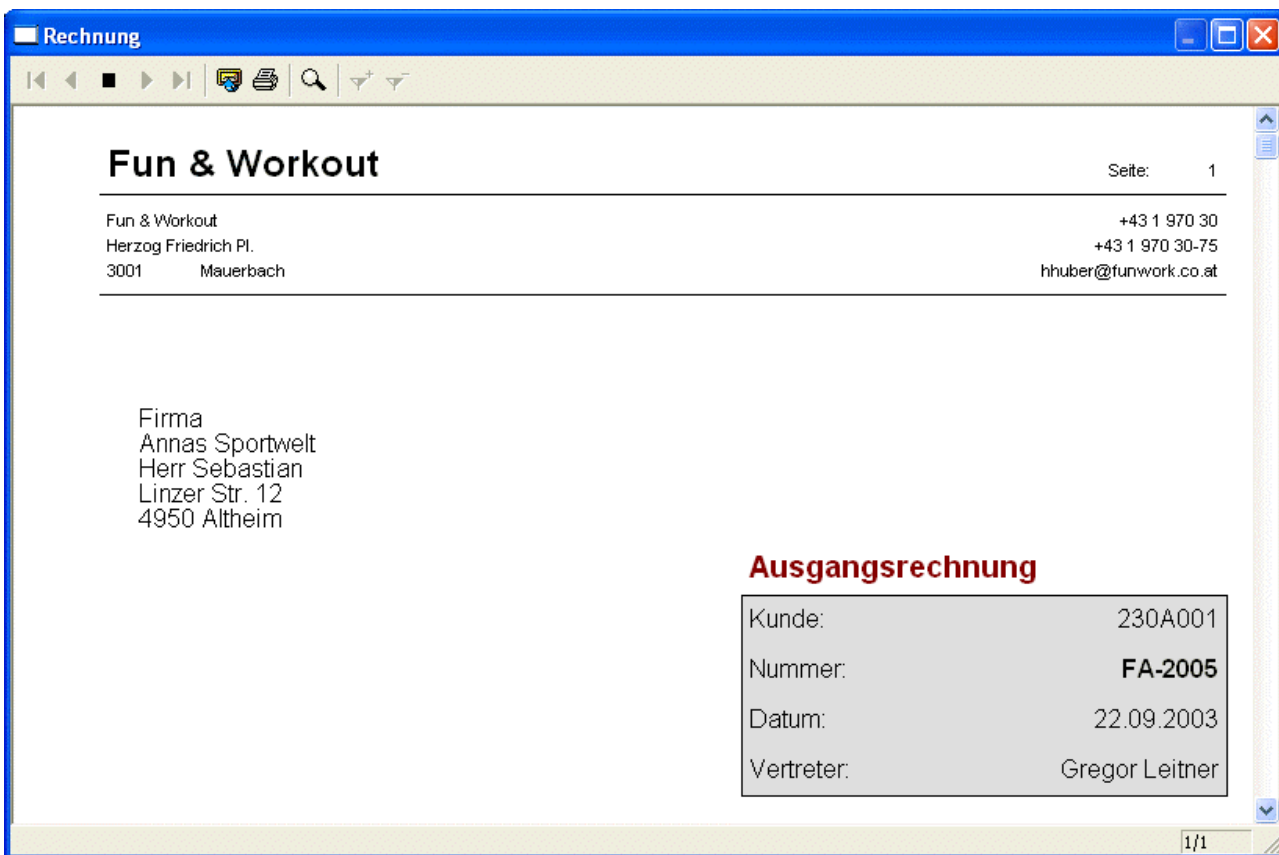 Rechnung
Fun & Workout
Seite: 1
Fun & Workout +43 1 970 30
Herzog Friedrich Pl. +43 1 970 30-75
3001 Mauerbach hhuber@funwork.co.at
Firma
Annas Sportwelt
Herr Sebastian
Linzer Str. 12
4950 Altheim
Ausgangsrechnung
Kunde: 230A001
Nummer: FA-2005
Datum: 22.09.2003
Vertreter: Gregor Leitner
1/1